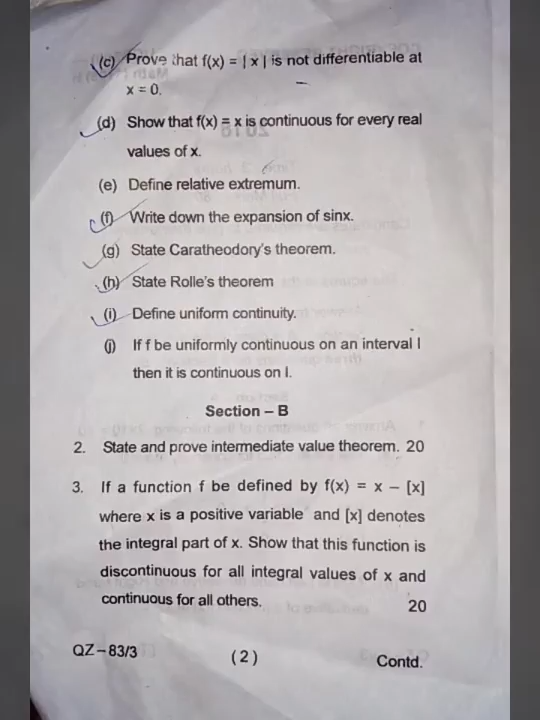 (c) Prove that f(x) = | x | is not differentiable at
x = 0.
(d) Show that f(x) = x is continuous for every real
values of x.
(e) Define relative extremum.
(f) Write down the expansion of sinx.
(g) State Caratheodory's theorem.
(h) State Rolle's theorem
(i) Define uniform continuity.
(j) If f be uniformly continuous on an interval I
then it is continuous on I.
Section – B
2. State and prove intermediate value theorem. 20
3. If a function f be defined by f(x) = x – [x]
where x is a positive variable and [x] denotes
the integral part of x. Show that this function is
discontinuous for all integral values of x and
continuous for all others. 20
QZ – 83/3 (2) Contd.